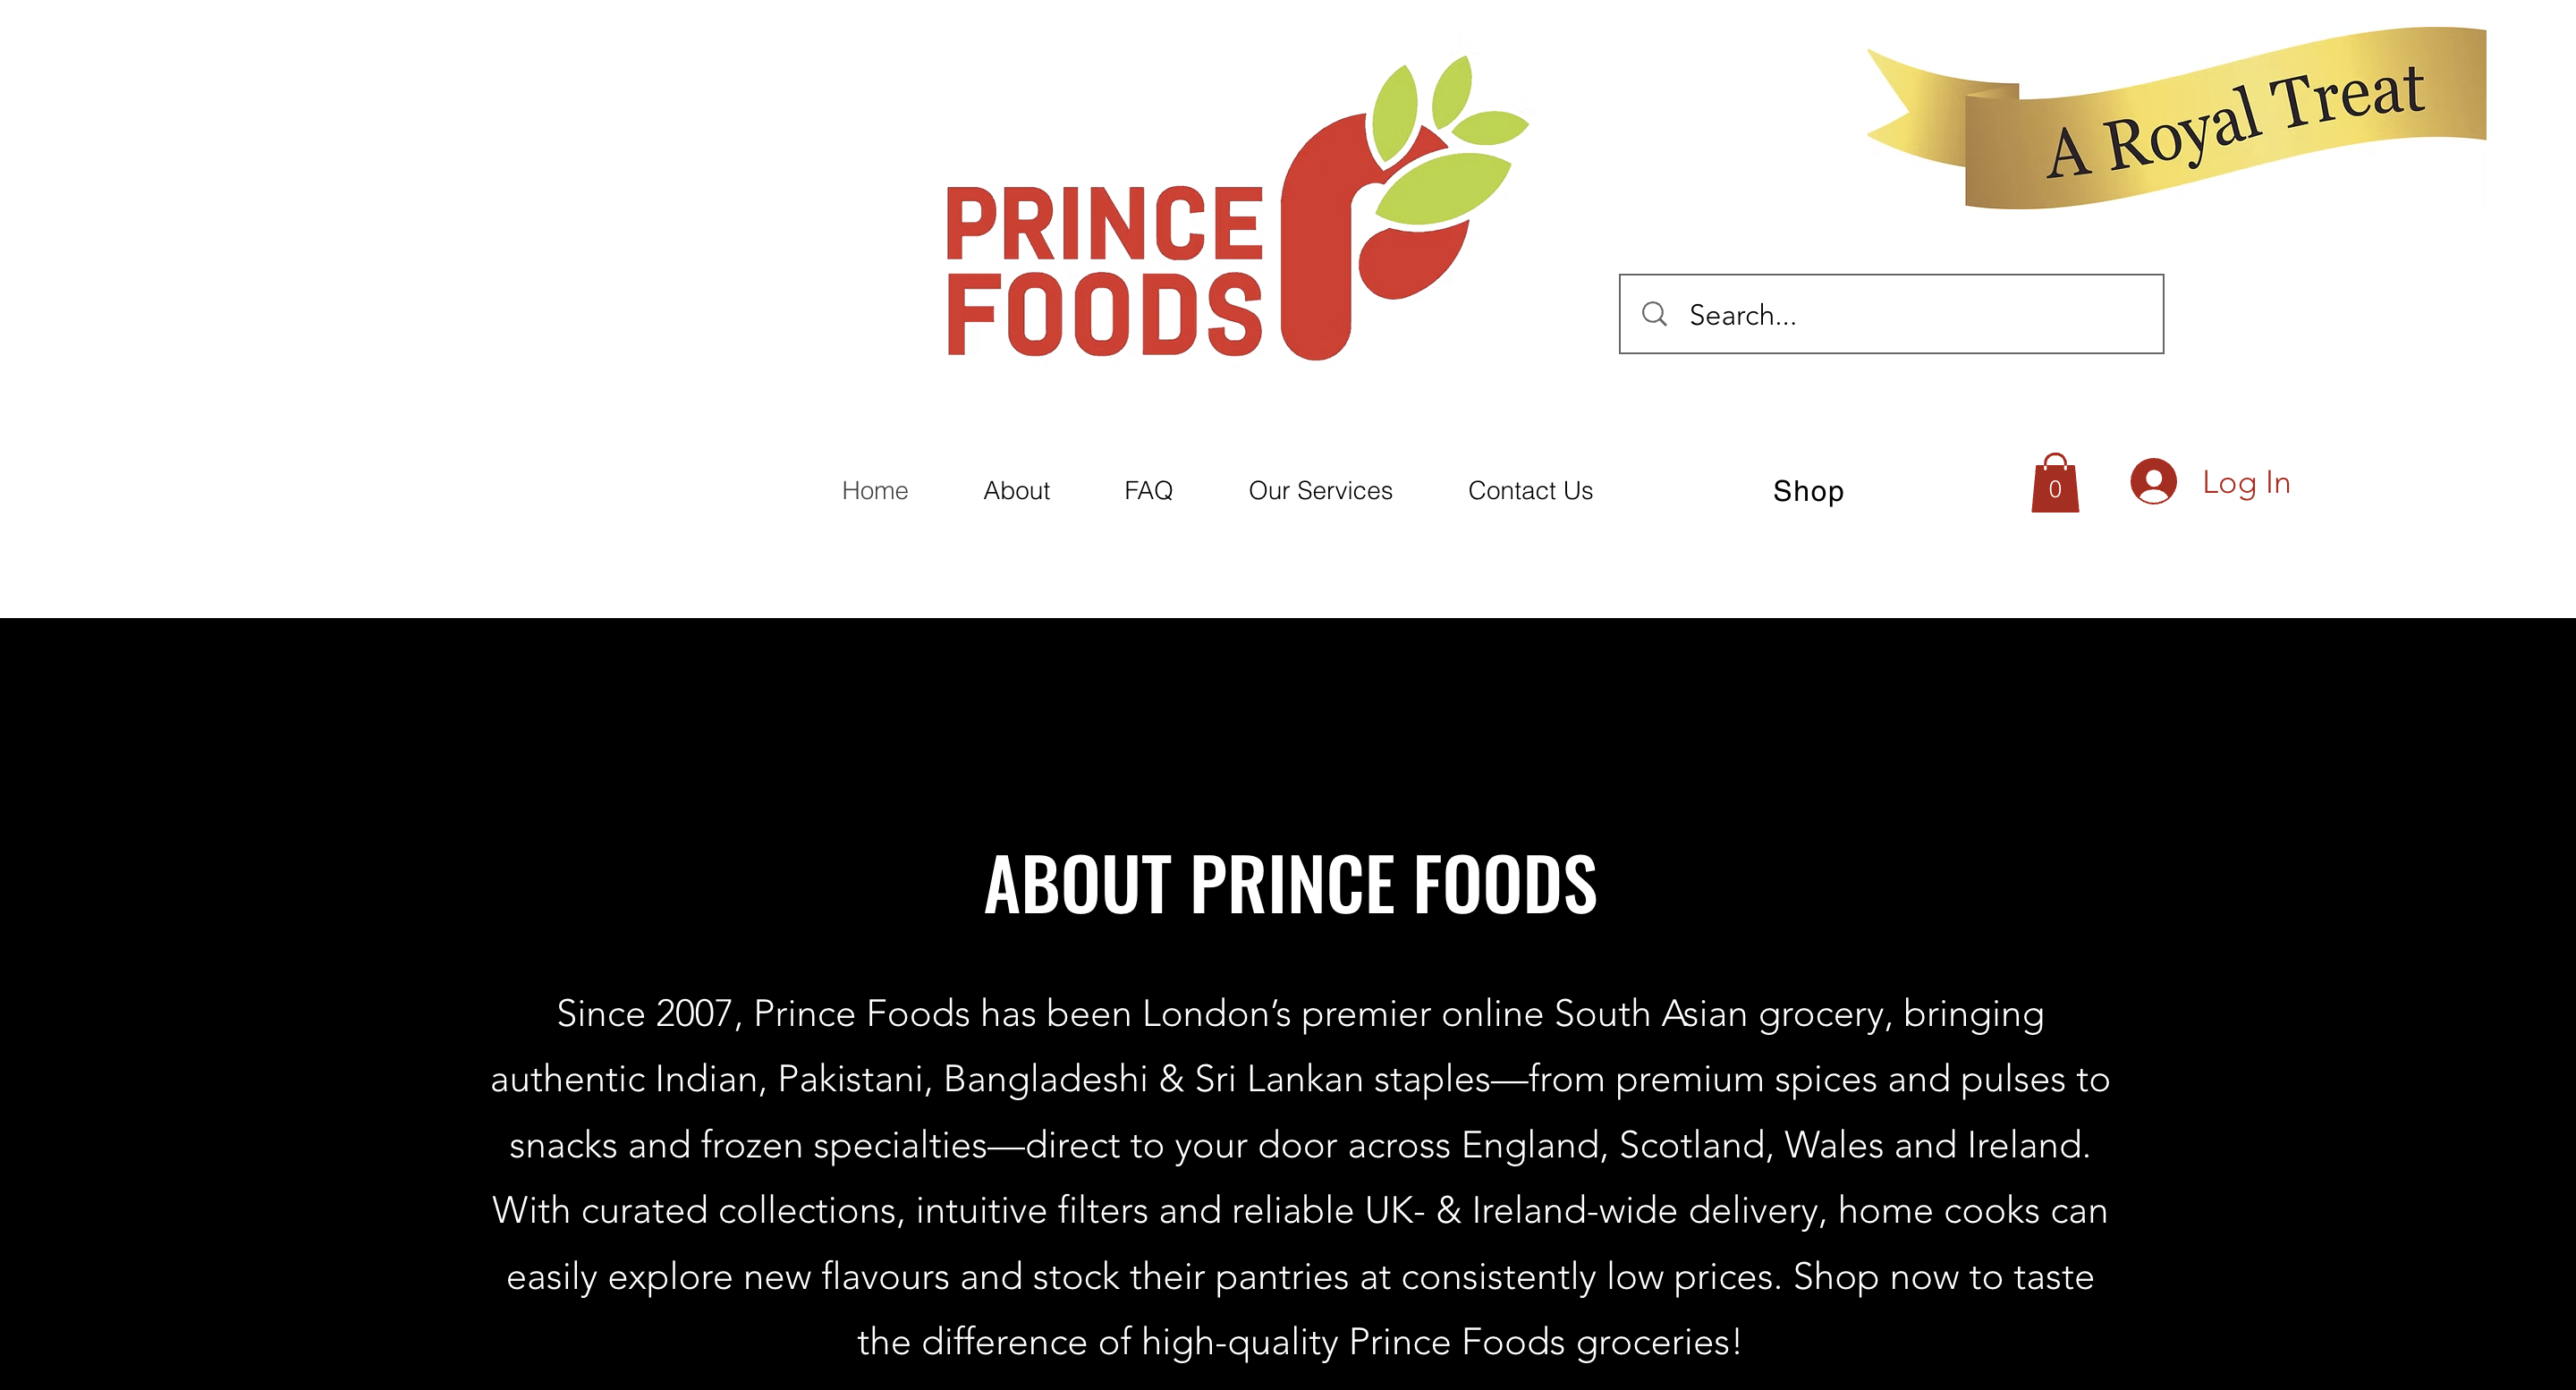 A Royal Treat
PRINCE
FOODS
Search...
Home About FAQ Our Services Contact Us Shop 0 Log In
ABOUT PRINCE FOODS
Since 2007, Prince Foods has been London’s premier online South Asian grocery, bringing
authentic Indian, Pakistani, Bangladeshi & Sri Lankan staples—from premium spices and pulses to
snacks and frozen specialties—direct to your door across England, Scotland, Wales and Ireland.
With curated collections, intuitive filters and reliable UK- & Ireland-wide delivery, home cooks can
easily explore new flavours and stock their pantries at consistently low prices. Shop now to taste
the difference of high-quality Prince Foods groceries!